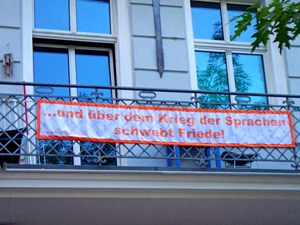 ...und über dem Krieg der Sprachen
schwebt Friede!